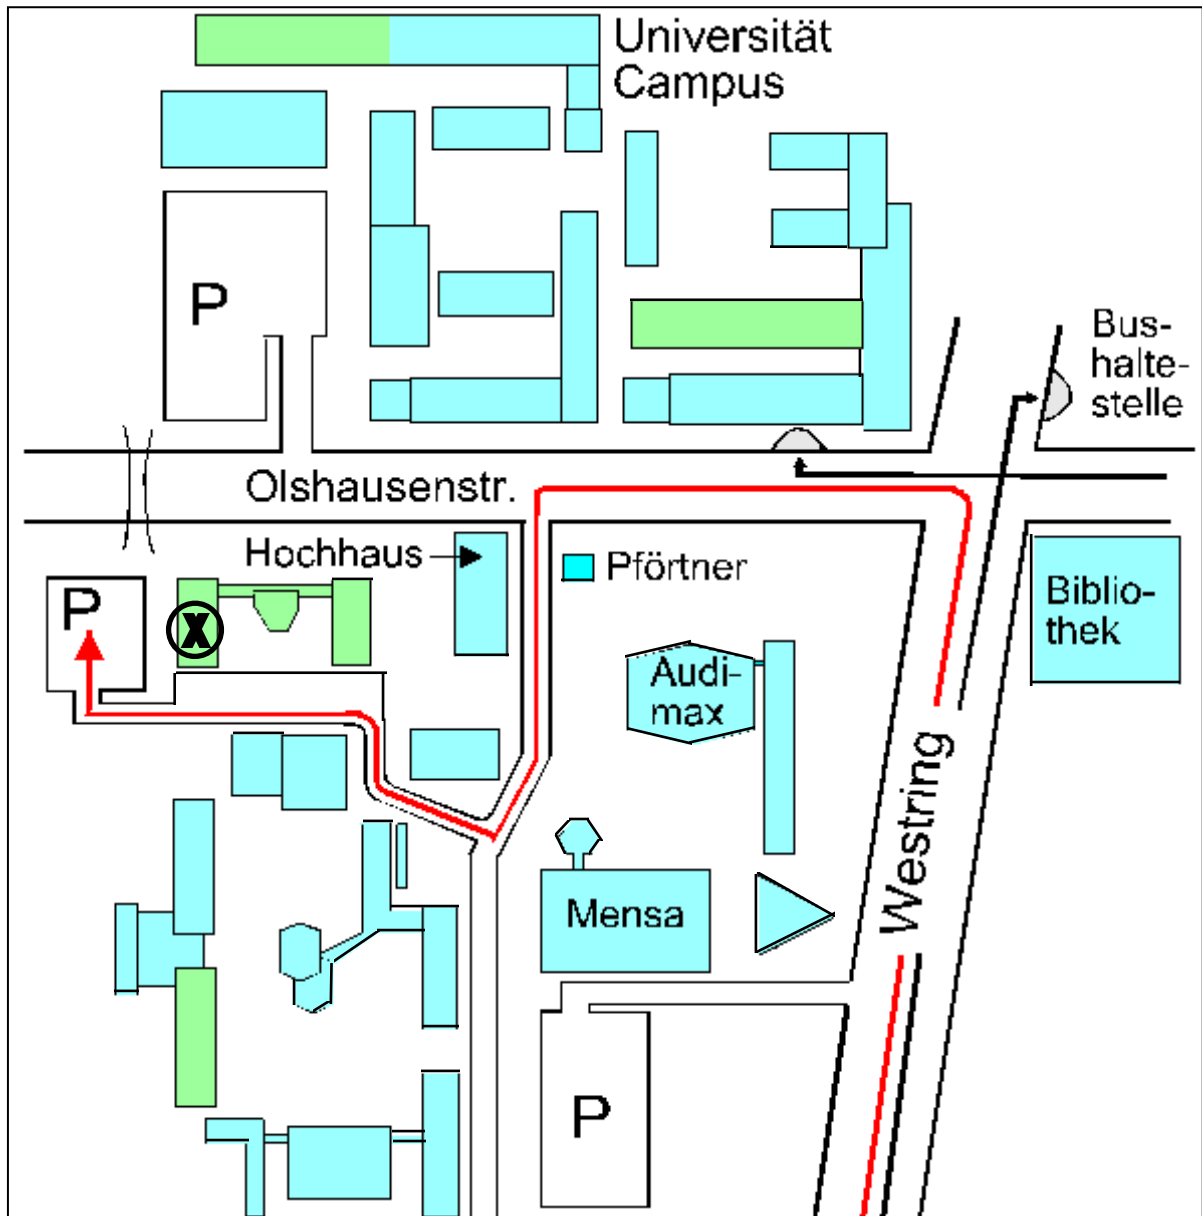 Universität
Campus
P
Bus-
halte-
stelle
Olshausenstr.
Hochhaus
Pförtner
P
X
Biblio-
thek
Audi-
max
Westring
Mensa
P